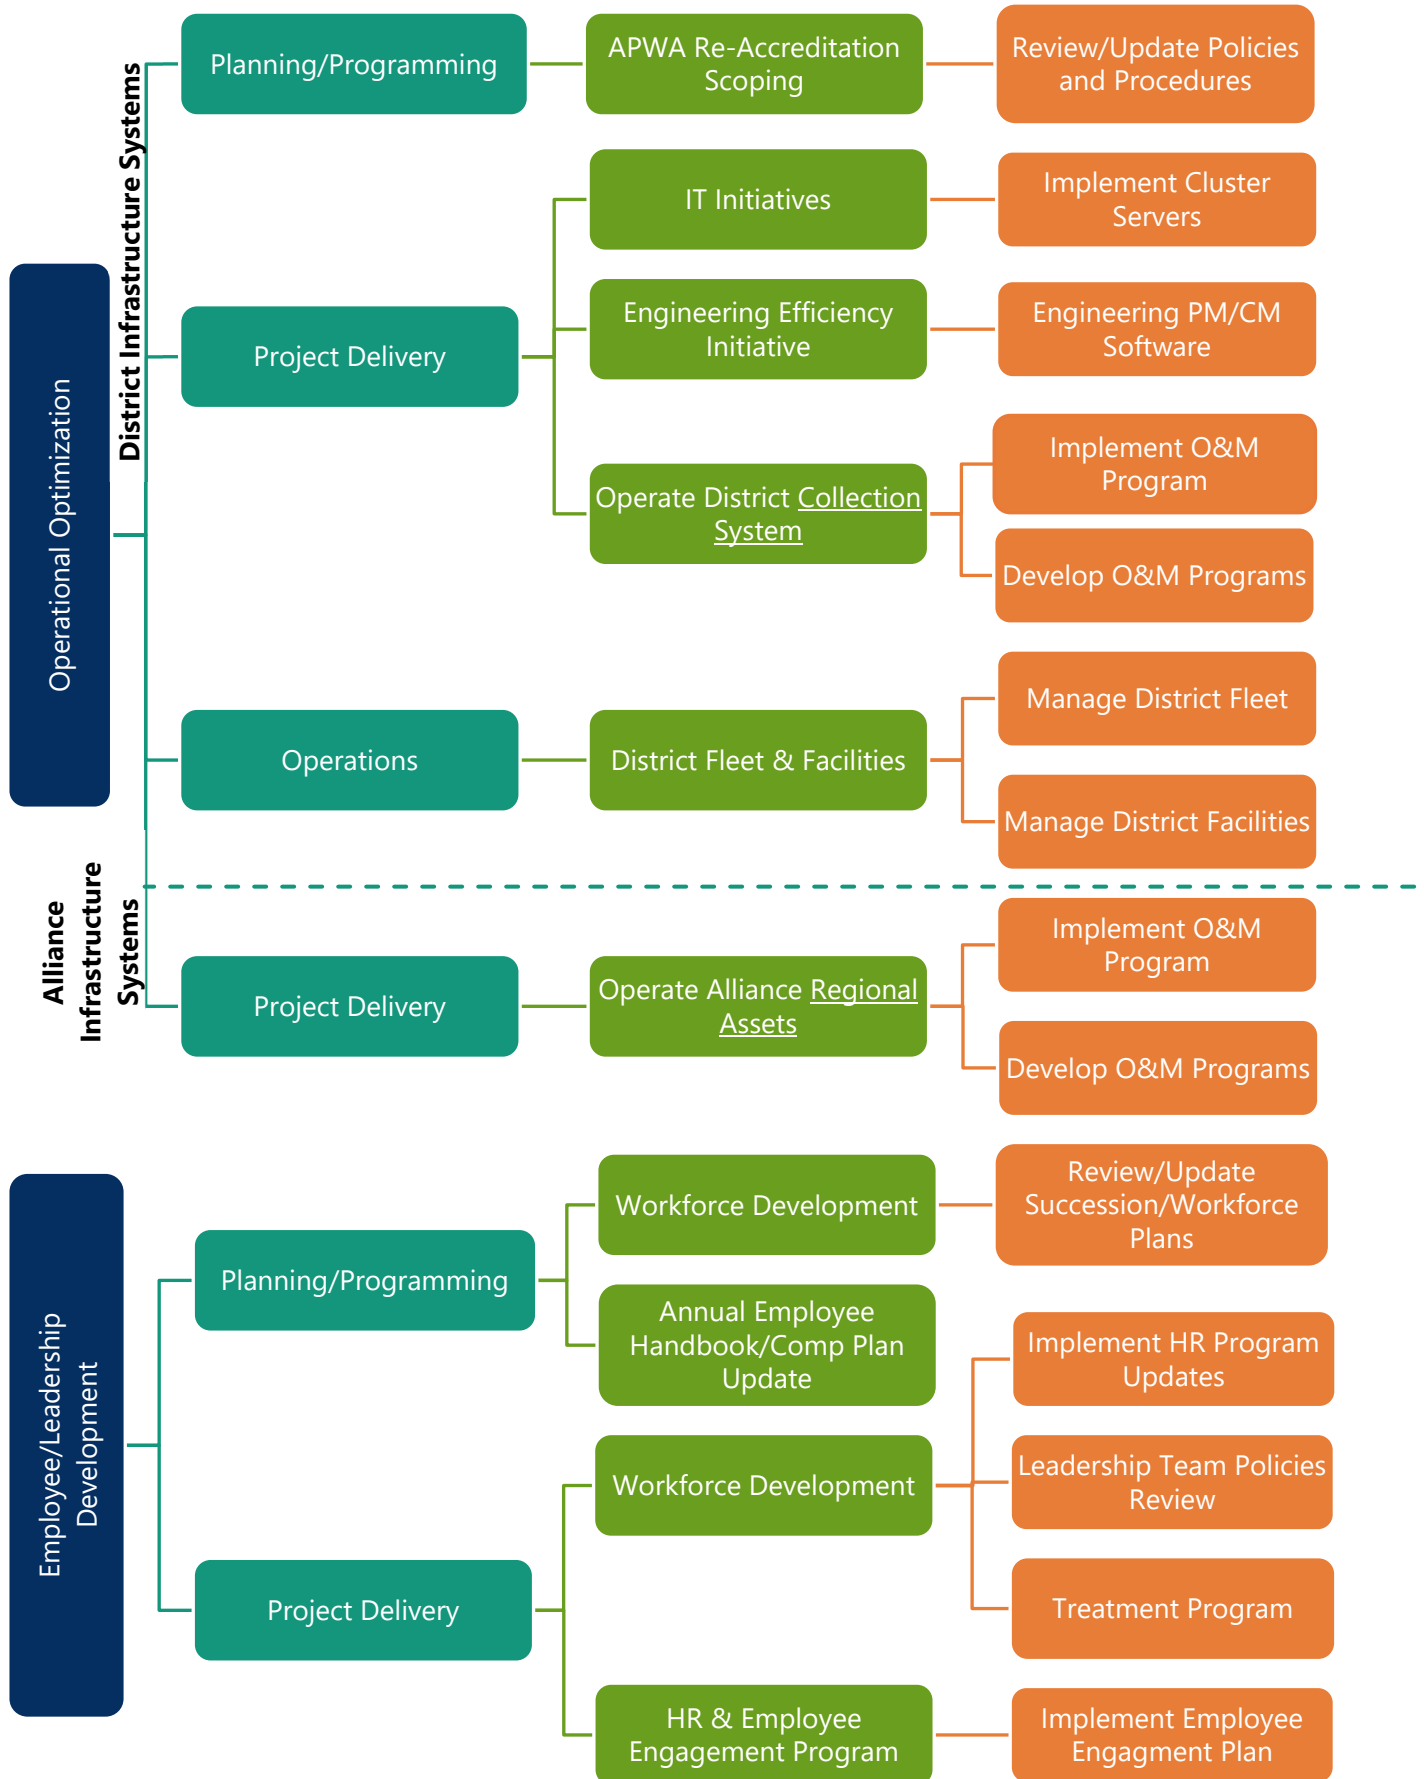 Operational Optimization
District Infrastructure Systems
Planning/Programming
APWA Re-Accreditation
Scoping
Review/Update Policies
and Procedures
Project Delivery
IT Initiatives
Implement Cluster
Servers
Engineering Efficiency
Initiative
Engineering PM/CM
Software
Operate District Collection
System
Implement O&M
Program
Develop O&M Programs
Operations
District Fleet & Facilities
Manage District Fleet
Manage District Facilities
Alliance
Infrastructure
Systems
Project Delivery
Operate Alliance Regional
Assets
Implement O&M
Program
Develop O&M Programs
Employee/Leadership
Development
Planning/Programming
Workforce Development
Review/Update
Succession/Workforce
Plans
Annual Employee
Handbook/Comp Plan
Update
Project Delivery
Workforce Development
Implement HR Program
Updates
Leadership Team Policies
Review
Treatment Program
HR & Employee
Engagement Program
Implement Employee
Engagment Plan